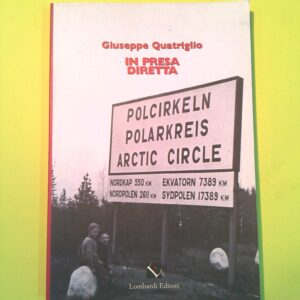 Giuseppe Quatriglio
IN PRESA
DIRETTA
POLCIRKELN
POLARKREIS
ARCTIC CIRCLE
NORDKAP 550 KM
EKVATORN 7389 KM
NORDPOLEN 2611 KM
SYDPOLEN 17389 KM
Lombardi Editori